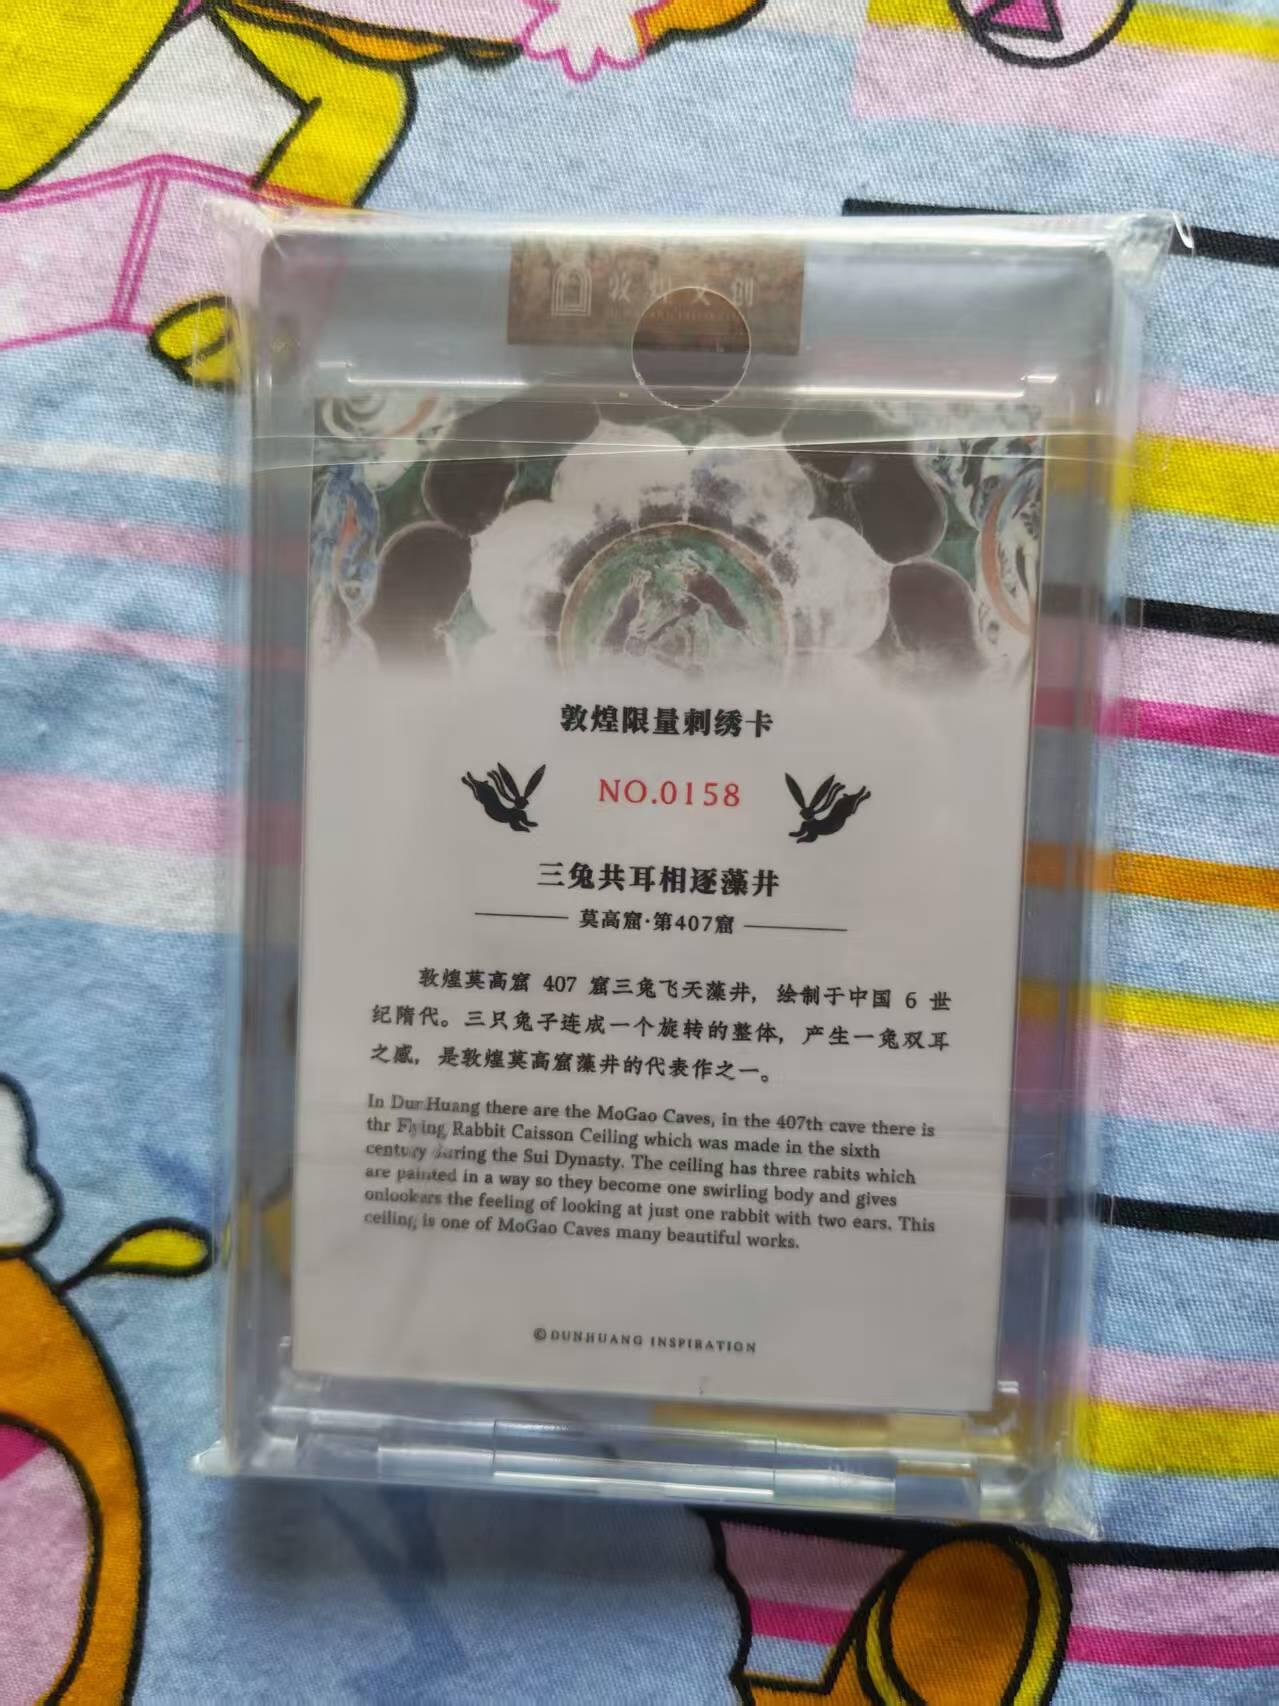 敦煌文创
敦煌限量刺绣卡
NO.0158
三兔共耳相逐藻井
莫高窟·第407窟
敦煌莫高窟 407 窟三兔飞天藻井，绘制于中国 6 世
纪隋代。三只兔子连成一个旋转的整体，产生一兔双耳
之感，是敦煌莫高窟藻井的代表作之一。
In DunHuang there are the MoGao Caves, in the 407th cave there is
thr Flying Rabbit Caisson Ceiling which was made in the sixth
century during the Sui Dynasty. The ceiling has three rabits which
are painted in a way so they become one swirling body and gives
onlookers the feeling of looking at just one rabbit with two ears. This
ceiling is one of MoGao Caves many beautiful works.
©DUNHUANG INSPIRATION